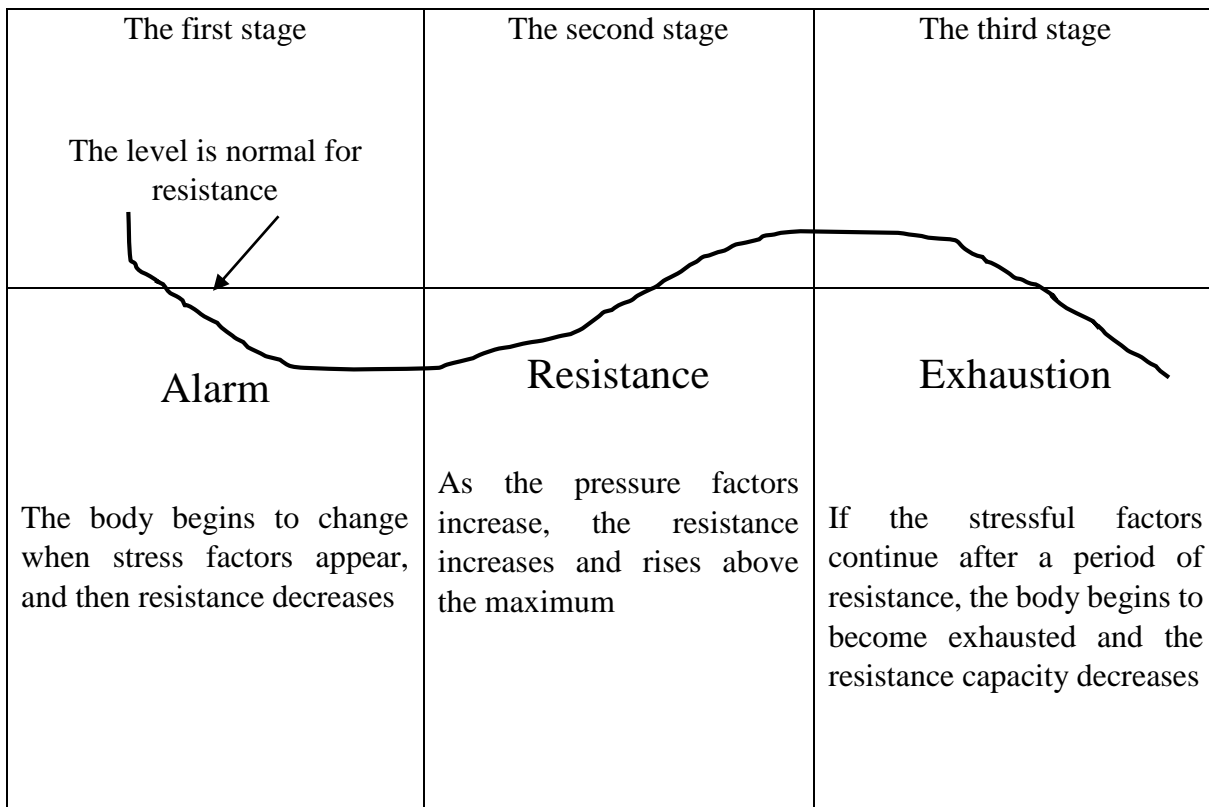 The first stage
The second stage
The third stage
The level is normal for
resistance
Alarm
Resistance
Exhaustion
The body begins to change
when stress factors appear,
and then resistance decreases
As the pressure factors
increase, the resistance
increases and rises above
the maximum
If the stressful factors
continue after a period of
resistance, the body begins to
become exhausted and the
resistance capacity decreases